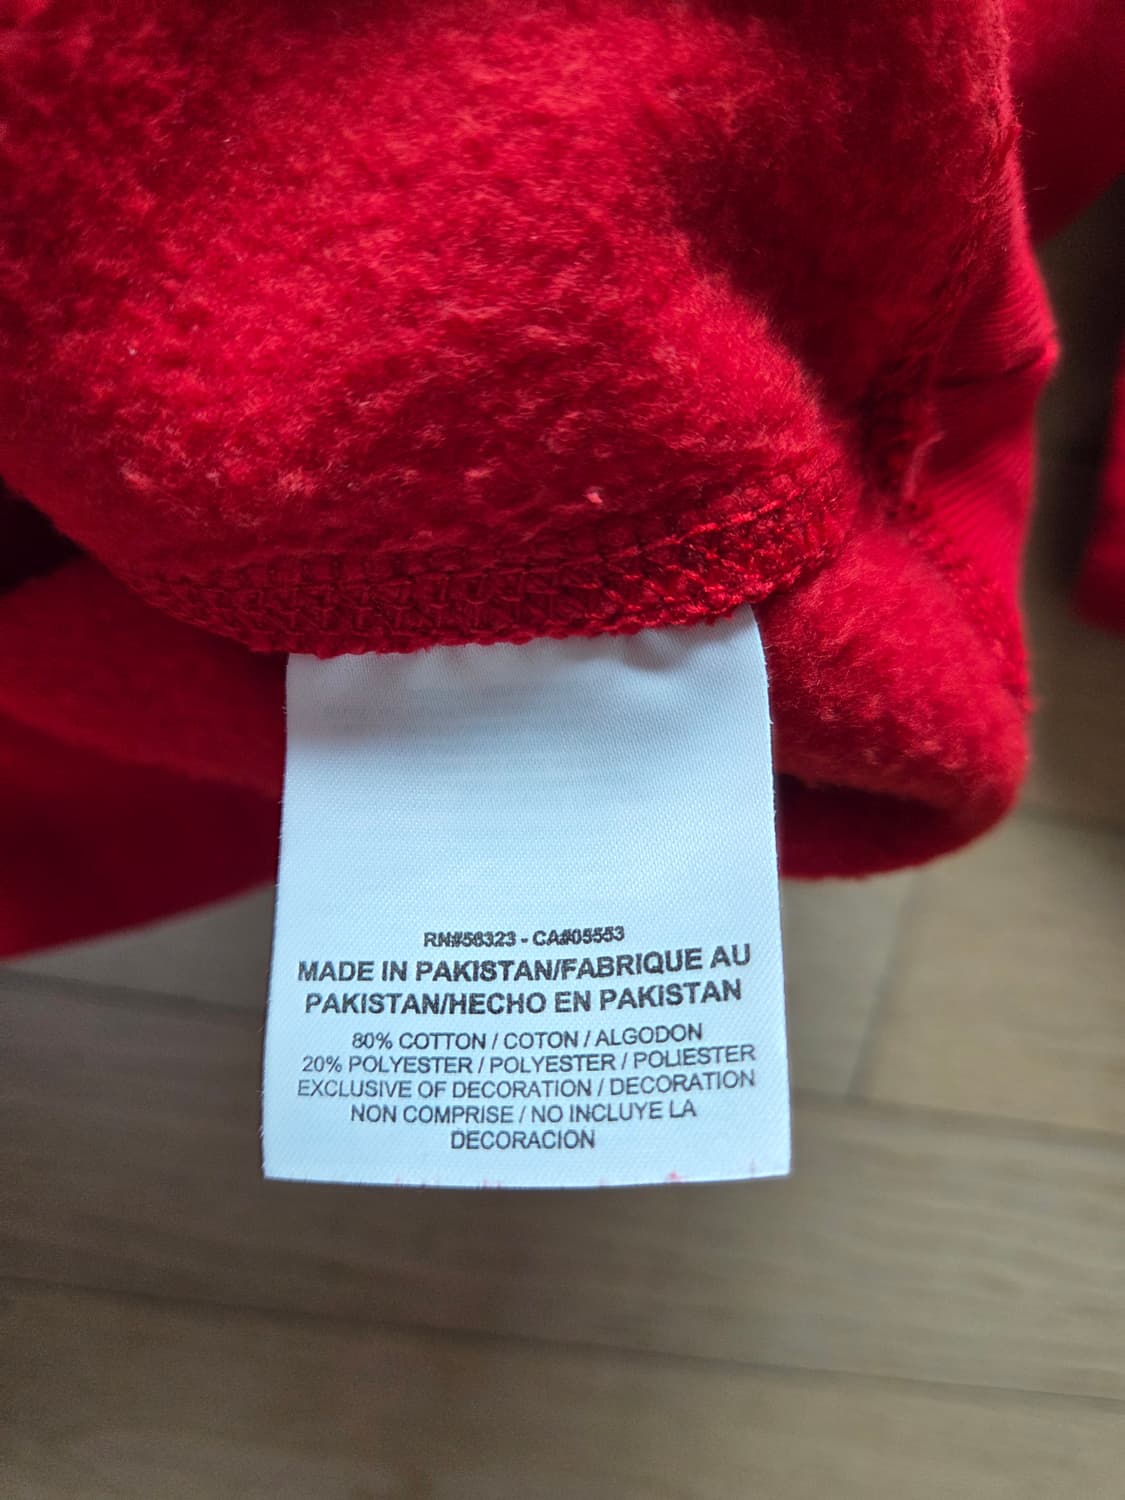 RN#56323 - CA#05553
MADE IN PAKISTAN/FABRIQUE AU
PAKISTAN/HECHO EN PAKISTAN
80% COTTON / COTON / ALGODON
20% POLYESTER / POLYESTER / POLIESTER
EXCLUSIVE OF DECORATION / DECORATION
NON COMPRISE / NO INCLUYE LA
DECORACION